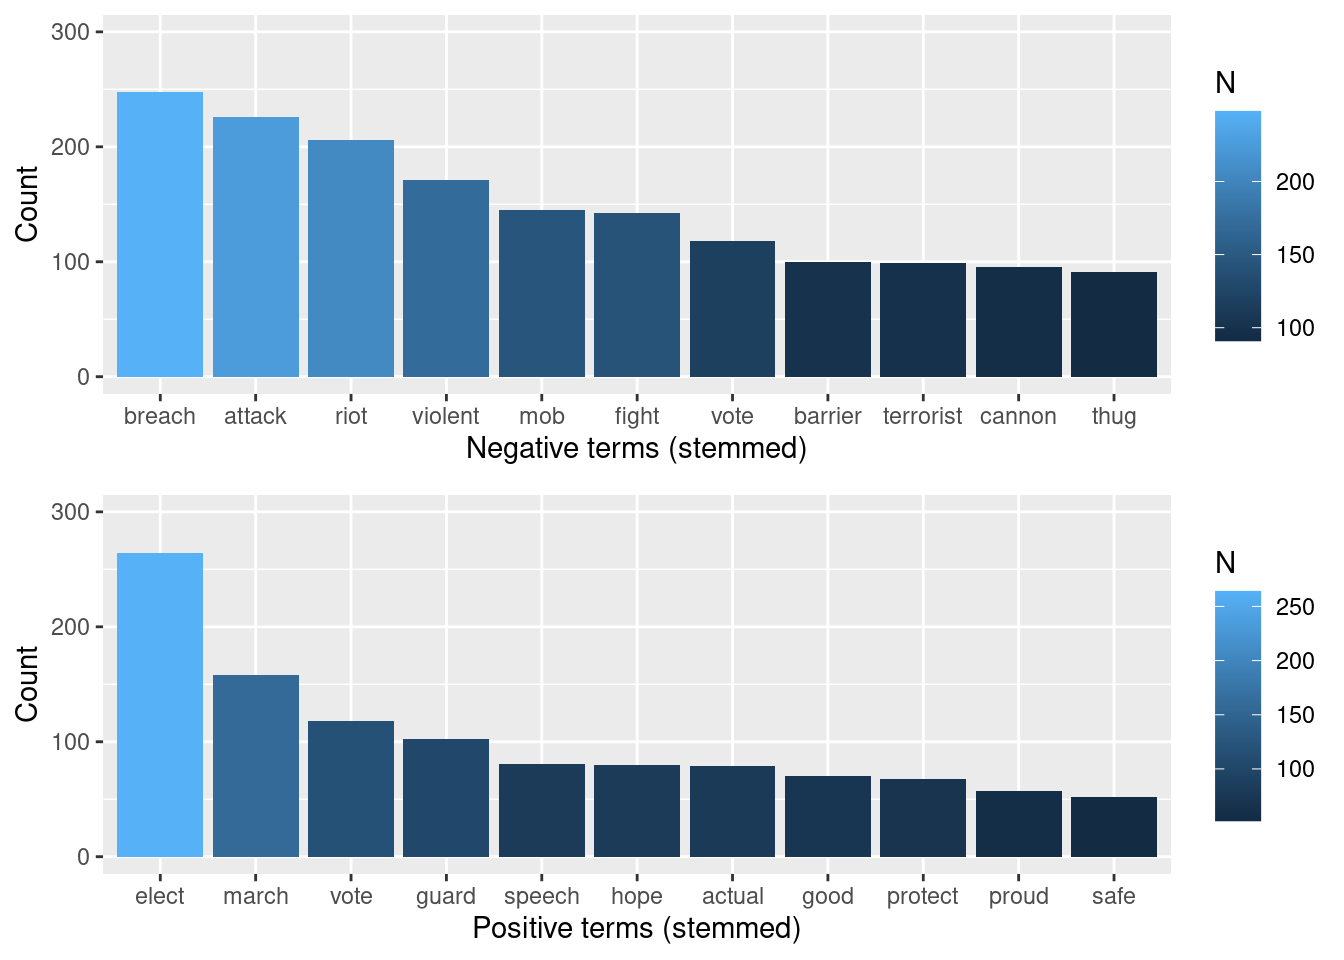 300
200
100
0
Count
breach attack riot violent mob fight vote barrier terrorist cannon thug
Negative terms (stemmed)
N
200
150
100
300
200
100
0
Count
elect march vote guard speech hope actual good protect proud safe
Positive terms (stemmed)
N
250
200
150
100